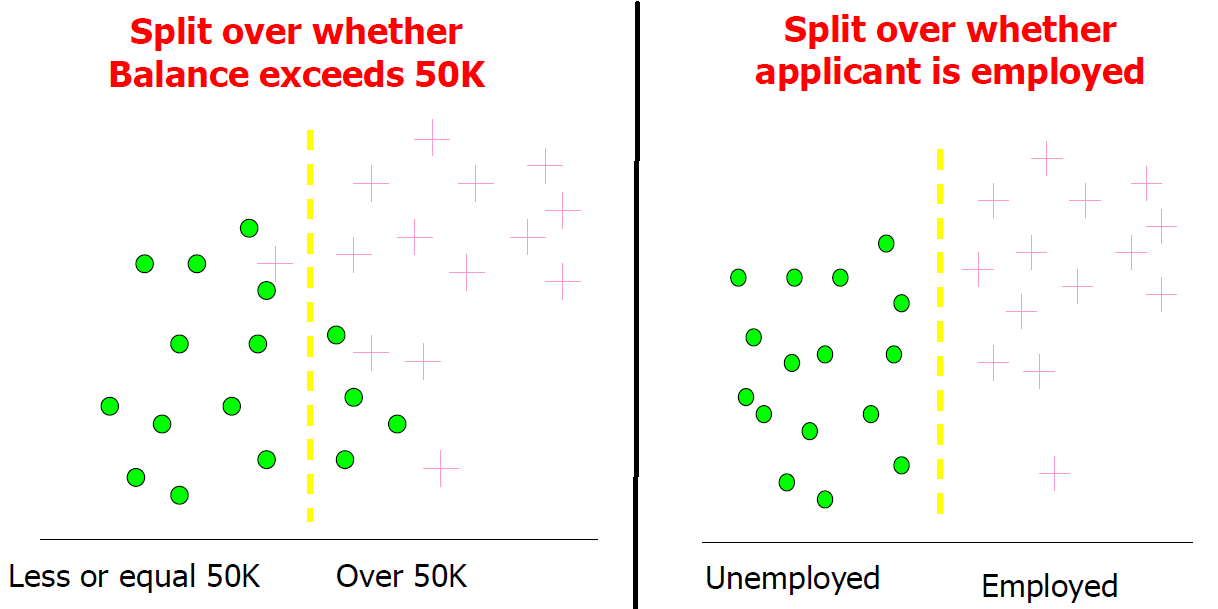 Split over whether
Balance exceeds 50K
Less or equal 50K
Over 50K
Split over whether
applicant is employed
Unemployed
Employed